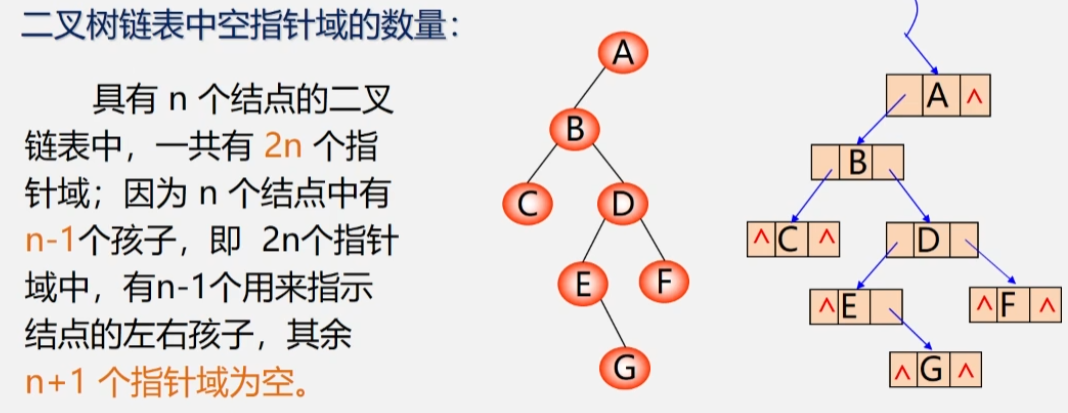 二叉树链表中空指针域的数量：
具有 n 个结点的二叉
链表中，一共有 2n 个指
针域；因为 n 个结点中有
n-1个孩子，即 2n个指针
域中，有n-1个用来指示
结点的左右孩子，其余
n+1 个指针域为空。
A
B
C D
E F
G
A ^
B
^ C ^ D
^ E ^ F ^
^ G ^